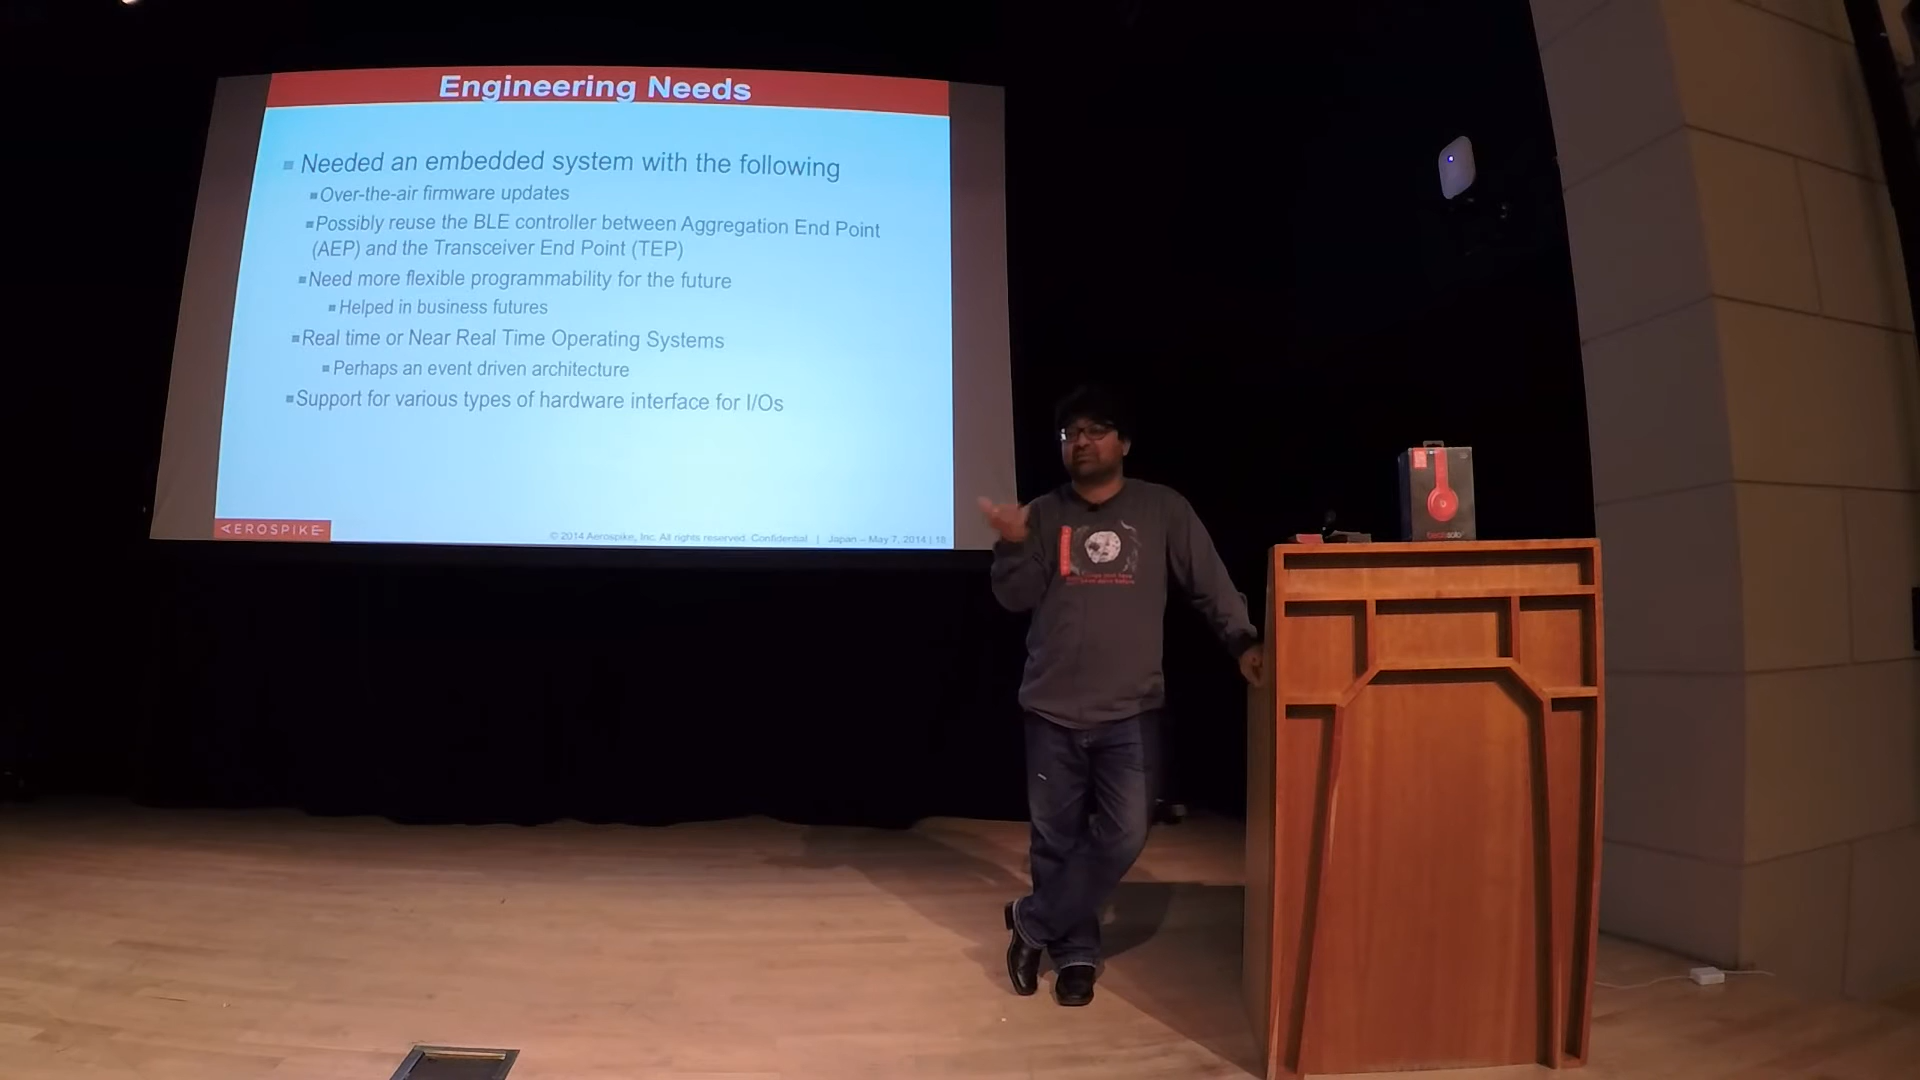 Engineering Needs
Needed an embedded system with the following
Over-the-air firmware updates
Possibly reuse the BLE controller between Aggregation End Point
(AEP) and the Transceiver End Point (TEP)
Need more flexible programmability for the future
Helped in business futures
Real time or Near Real Time Operating Systems
Perhaps an event driven architecture
Support for various types of hardware interface for I/Os
AEROSPIKE
© 2014 Aerospike, Inc. All rights reserved. Confidential | Japan – May 7, 2014 | 18
beats solo